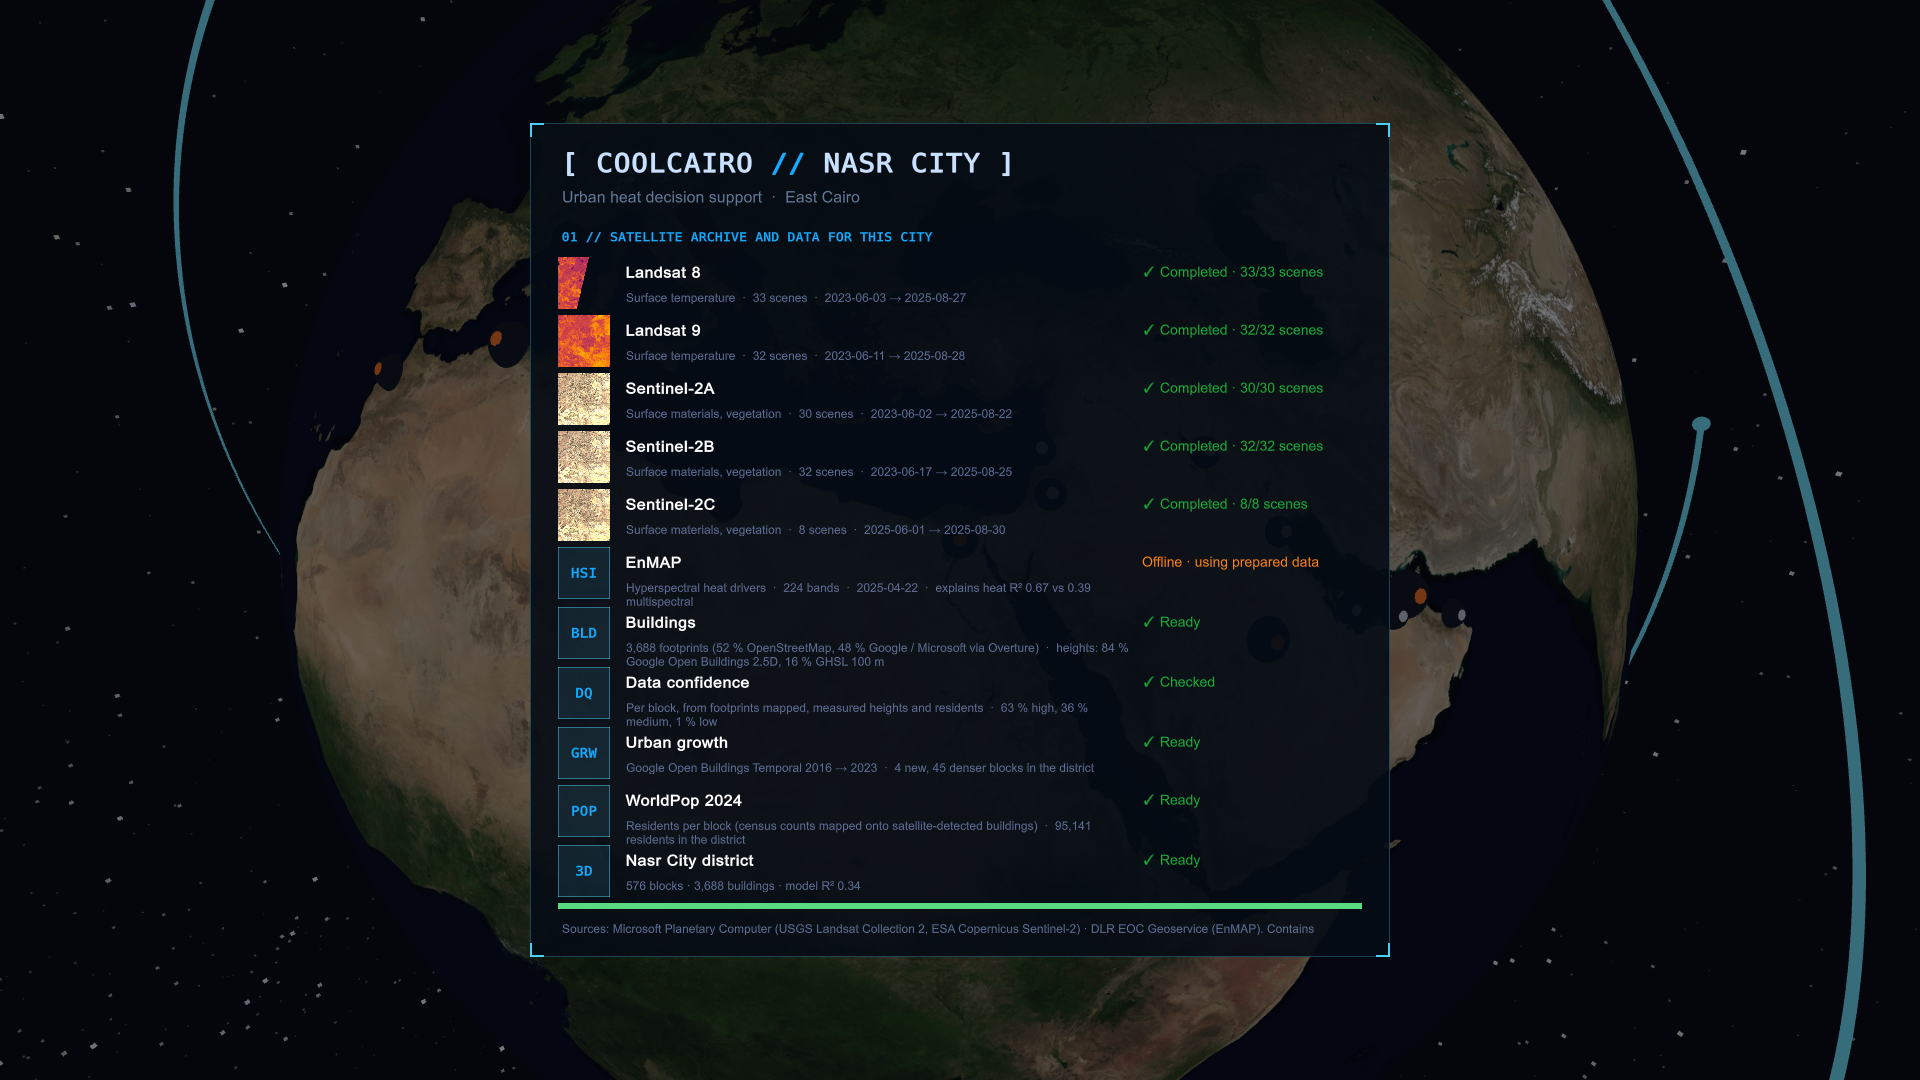 [ COOLCAIRO // NASR CITY ]
Urban heat decision support · East Cairo
01 // SATELLITE ARCHIVE AND DATA FOR THIS CITY
Landsat 8
✓ Completed · 33/33 scenes
Surface temperature · 33 scenes · 2023-06-03 → 2025-08-27
Landsat 9
✓ Completed · 32/32 scenes
Surface temperature · 32 scenes · 2023-06-11 → 2025-08-28
Sentinel-2A
✓ Completed · 30/30 scenes
Surface materials, vegetation · 30 scenes · 2023-06-02 → 2025-08-22
Sentinel-2B
✓ Completed · 32/32 scenes
Surface materials, vegetation · 32 scenes · 2023-06-17 → 2025-08-25
Sentinel-2C
✓ Completed · 8/8 scenes
Surface materials, vegetation · 8 scenes · 2025-06-01 → 2025-08-30
HSI
EnMAP
Offline · using prepared data
Hyperspectral heat drivers · 224 bands · 2025-04-22 · explains heat R² 0.67 vs 0.39
multispectral
BLD
Buildings
✓ Ready
3,688 footprints (52 % OpenStreetMap, 48 % Google / Microsoft via Overture) · heights: 84 %
Google Open Buildings 2.5D, 16 % GHSL 100 m
DQ
Data confidence
✓ Checked
Per block, from footprints mapped, measured heights and residents · 63 % high, 36 %
medium, 1 % low
GRW
Urban growth
✓ Ready
Google Open Buildings Temporal 2016 → 2023 · 4 new, 45 denser blocks in the district
POP
WorldPop 2024
✓ Ready
Residents per block (census counts mapped onto satellite-detected buildings) · 95,141
residents in the district
3D
Nasr City district
✓ Ready
576 blocks · 3,688 buildings · model R² 0.34
Sources: Microsoft Planetary Computer (USGS Landsat Collection 2, ESA Copernicus Sentinel-2) · DLR EOC Geoservice (EnMAP). Contains